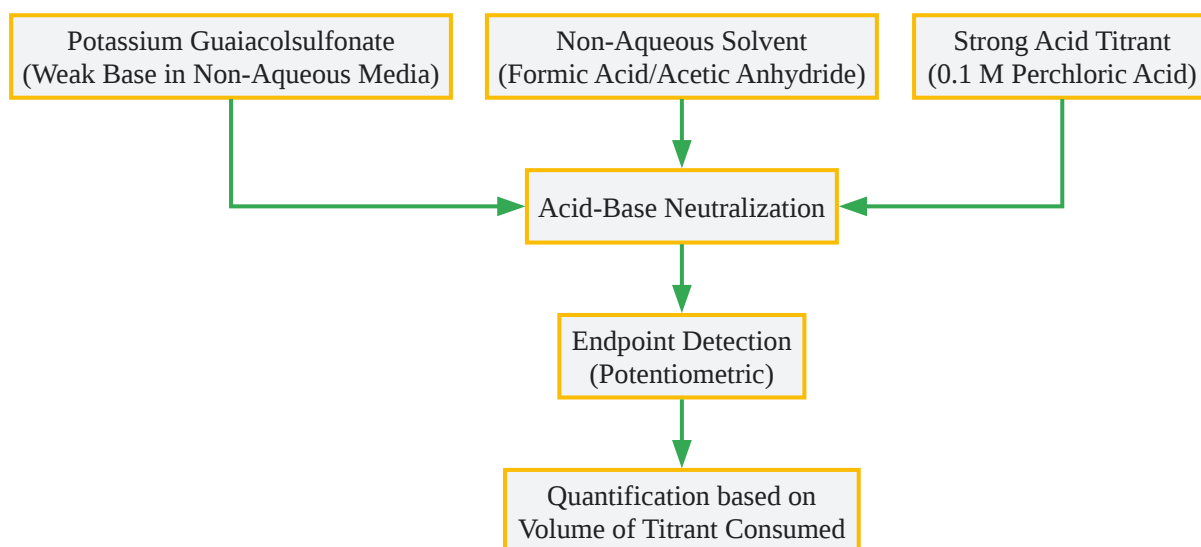 Potassium Guaiacolsulfonate
(Weak Base in Non-Aqueous Media)
Non-Aqueous Solvent
(Formic Acid/Acetic Anhydride)
Strong Acid Titrant
(0.1 M Perchloric Acid)
Acid-Base Neutralization
Endpoint Detection
(Potentiometric)
Quantification based on
Volume of Titrant Consumed